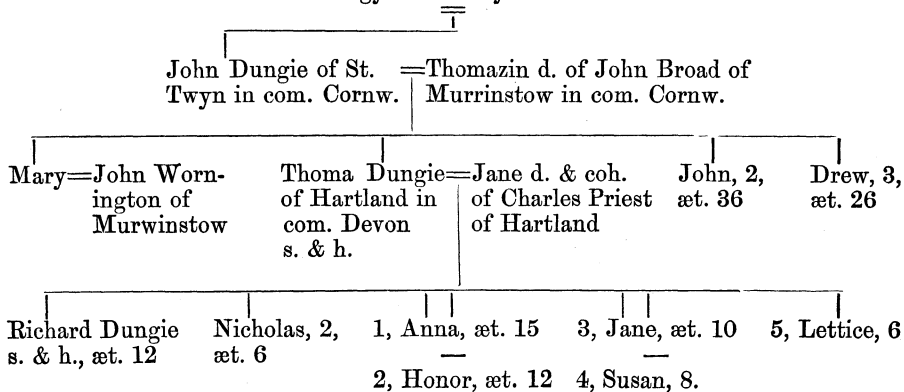 John Dungie of St. Twyn in com. Cornw. =Thomazin d. of John Broad of Murrinstow in com. Cornw.
Mary=John Wornington of Murwinstow
Thoma Dungie of Hartland in com. Devon s. & h. =Jane d. & coh. of Charles Priest of Hartland
John, 2, æt. 36
Drew, 3, æt. 26
Richard Dungie
s. & h., æt. 12
Nicholas, 2,
æt. 6
1, Anna, æt. 15
2, Honor, æt. 12
3, Jane, æt. 10
4, Susan, 8.
5, Lettice, 6